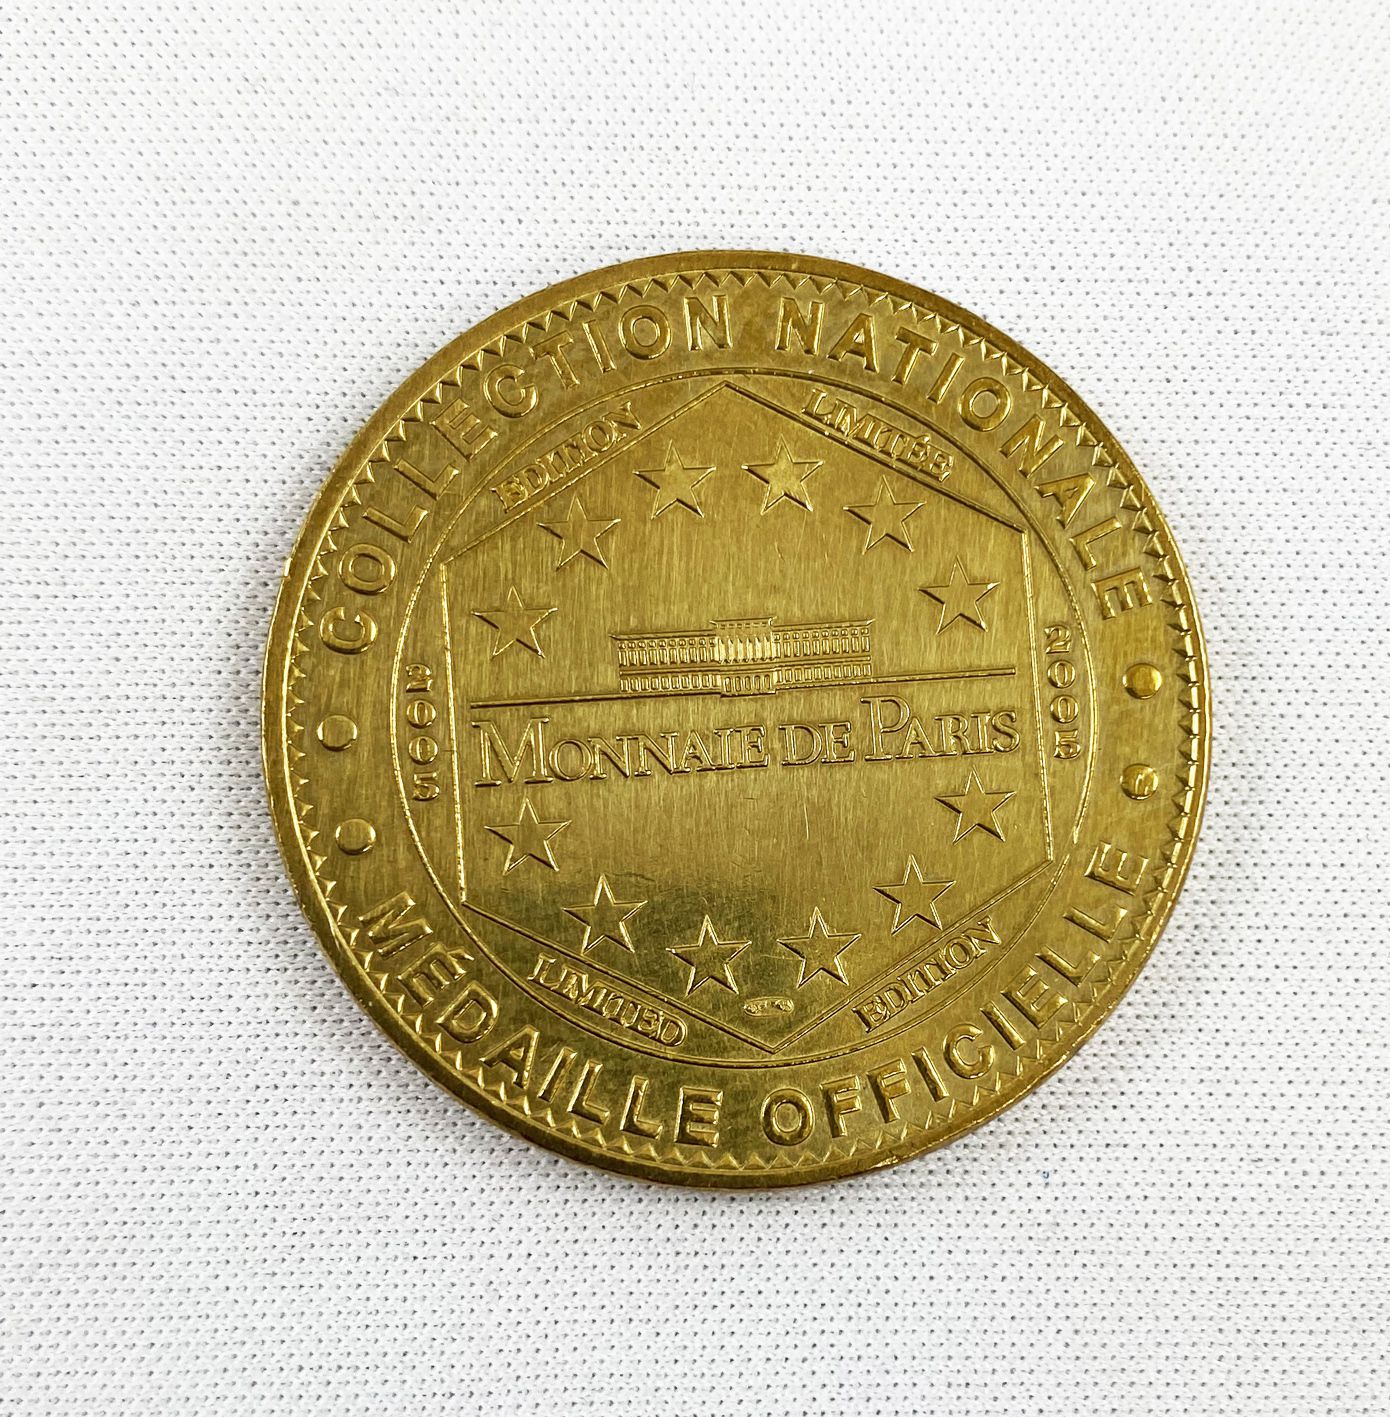 COLLECTION NATIONALE
EDITION LIMITÉE
2005
2005
MONNAIE DE PARIS
LIMITED EDITION
MÉDAILLE OFFICIELLE